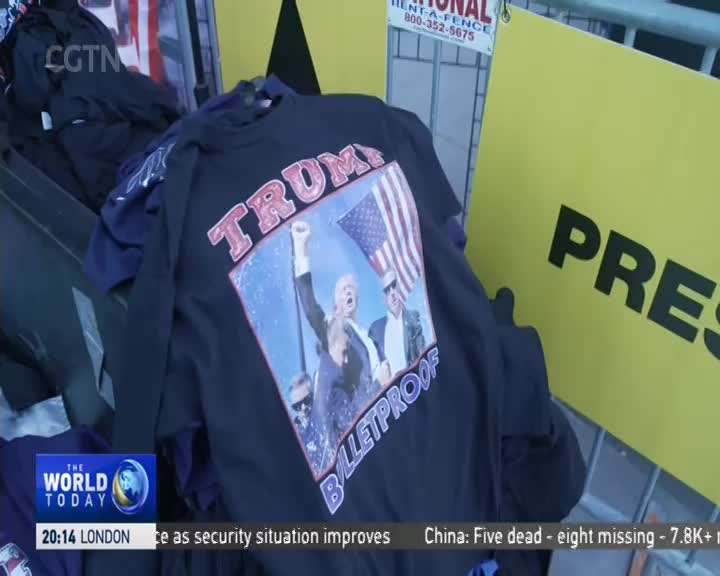 CGTN
RENT-A-FENCE
800-352-5675
TRUMP
BULLETPROOF
PRES
THE
WORLD
TODAY
20:14 LONDON
ce as security situation improves China: Five dead - eight missing - 7.8K+